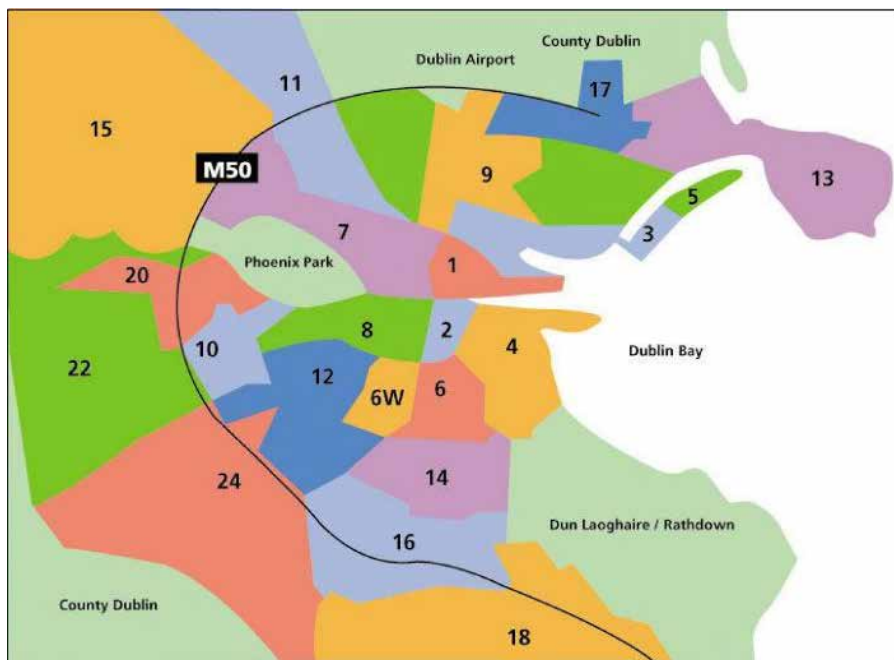 County Dublin
Dublin Airport
11
17
15
M50
9
13
5
7
3
Phoenix Park
1
20
8
2
4
10
Dublin Bay
22
12
6W
6
14
24
Dun Laoghaire / Rathdown
16
County Dublin
18